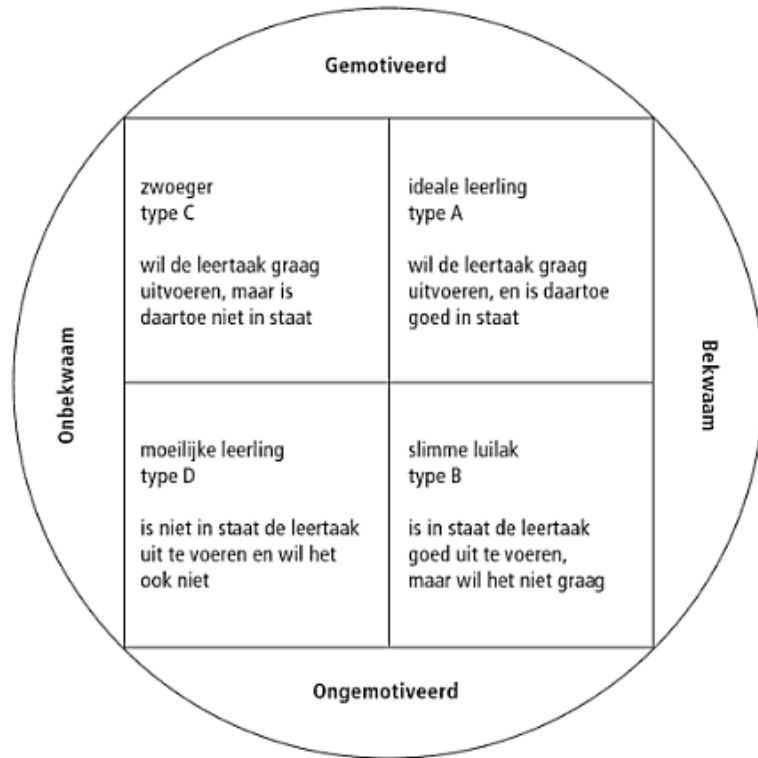 Gemotiveerd
zwoeger
type C
wil de leertaak graag
uitvoeren, maar is
daartoe niet in staat
ideale leerling
type A
wil de leertaak graag
uitvoeren, en is daartoe
goed in staat
Onbekwaam
Bekwaam
moeilijke leerling
type D
is niet in staat de leertaak
uit te voeren en wil het
ook niet
slimme luilak
type B
is in staat de leertaak
goed uit te voeren,
maar wil het niet graag
Ongemotiveerd